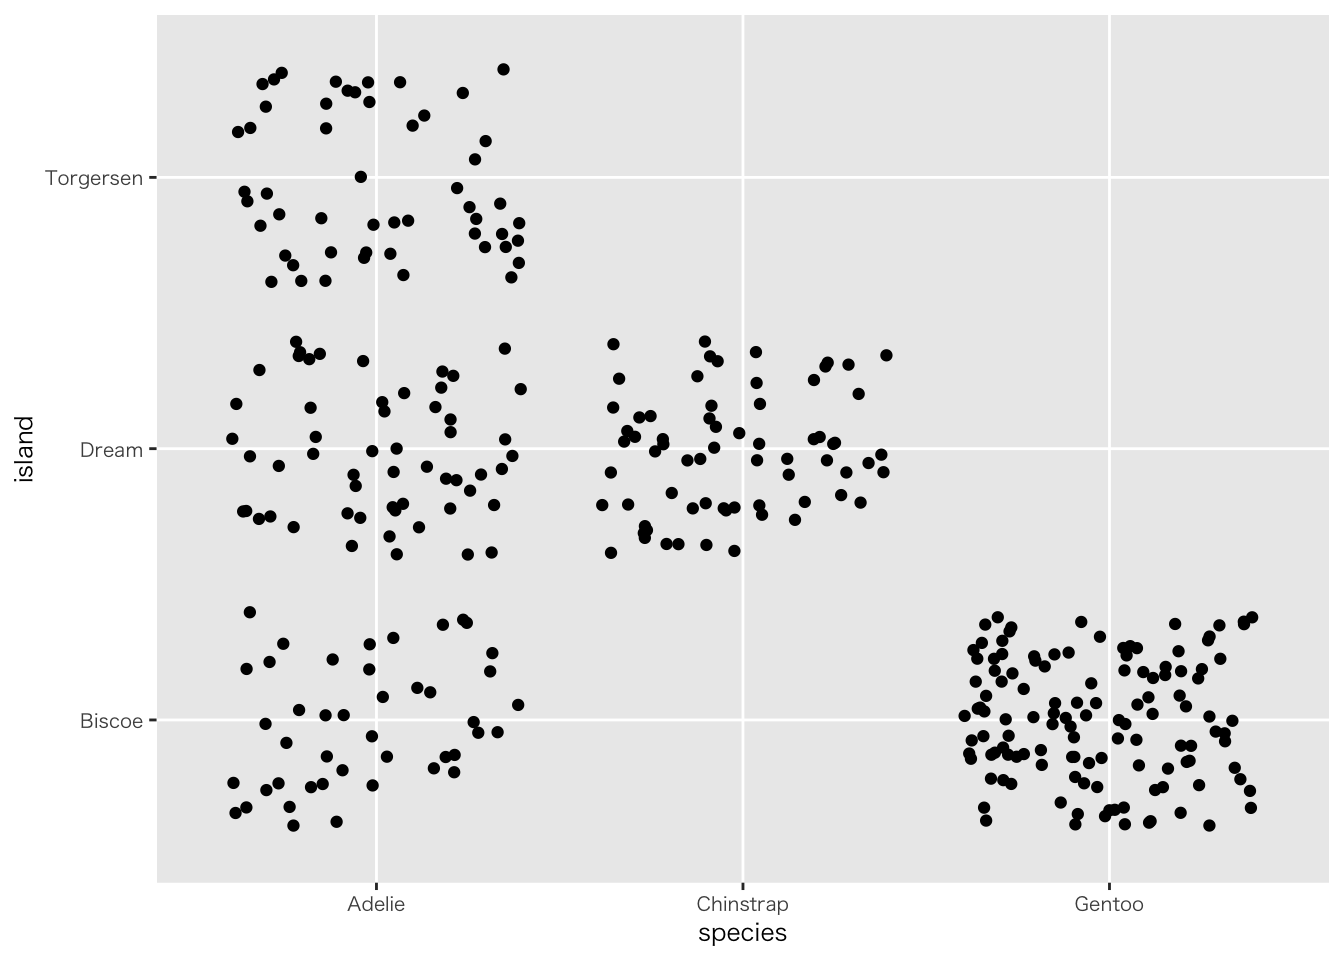 Torgersen
Dream
Biscoe
island
Adelie
Chinstrap
Gentoo
species